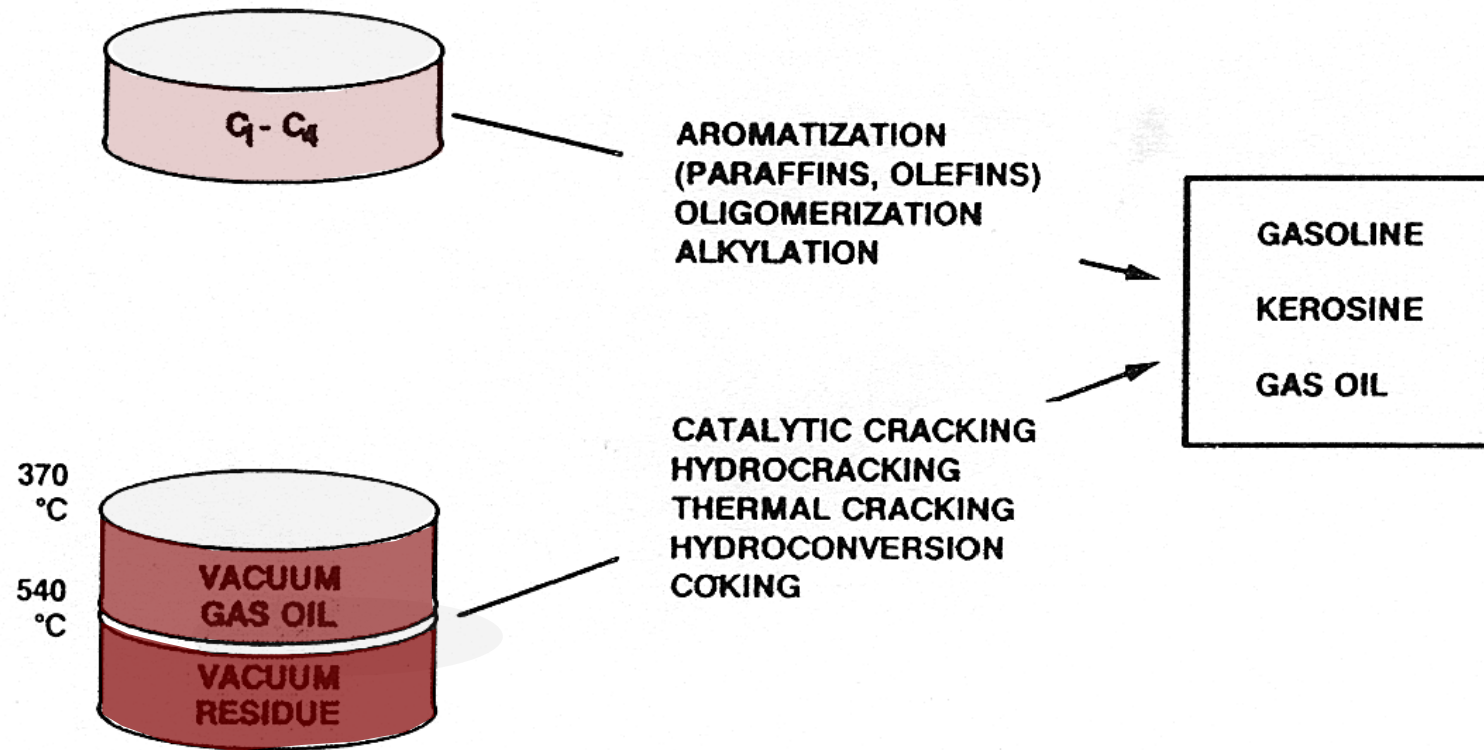 C1 - C4
AROMATIZATION
(PARAFFINS, OLEFINS)
OLIGOMERIZATION
ALKYLATION
GASOLINE
KEROSINE
GAS OIL
370
°C
540
°C
VACUUM
GAS OIL
VACUUM
RESIDUE
CATALYTIC CRACKING
HYDROCRACKING
THERMAL CRACKING
HYDROCONVERSION
COKING